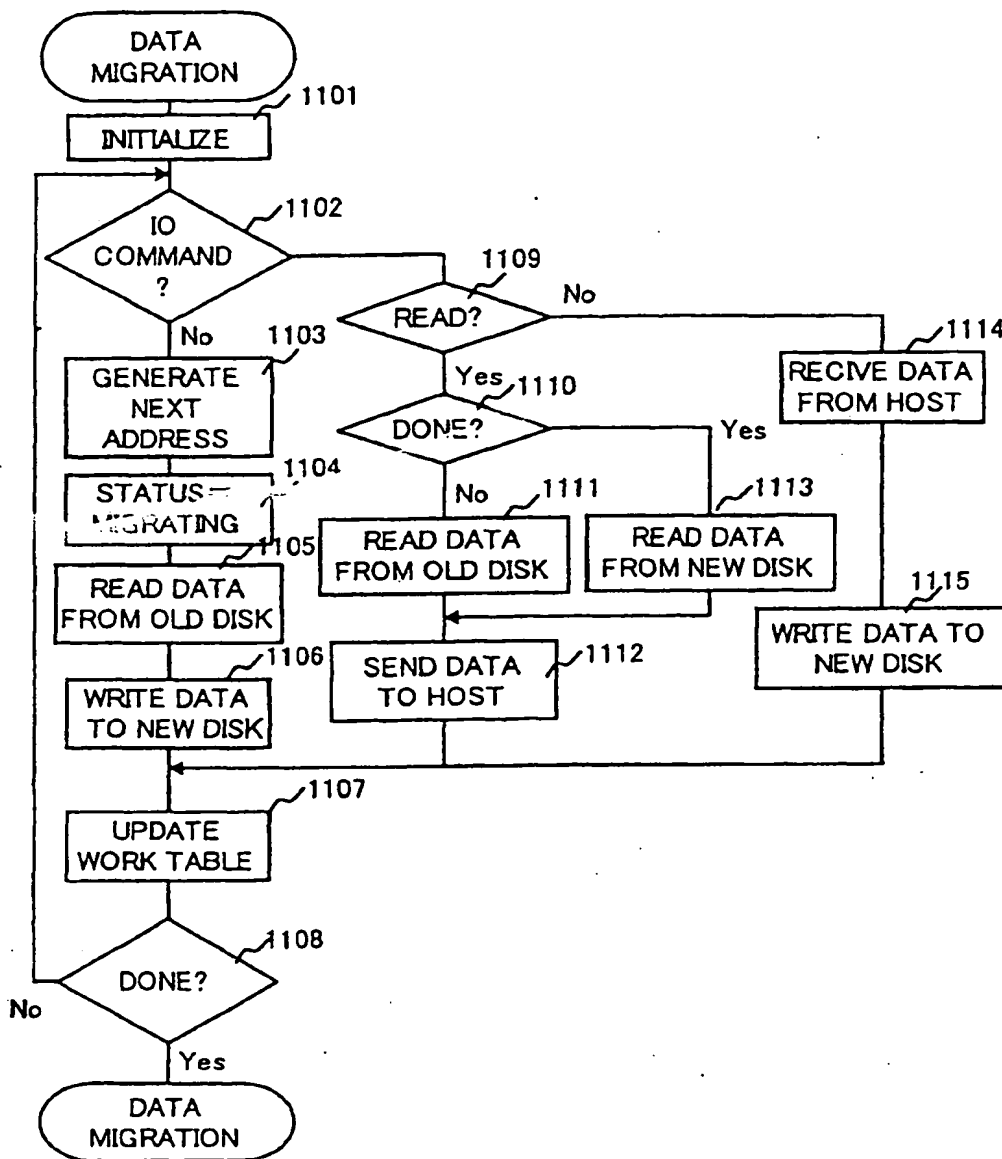 DATA
MIGRATION
1101
INITIALIZE
1102
IO
COMMAND
?
No
1103
GENERATE
NEXT
ADDRESS
1104
STATUS=
MIGRATING
1105
READ DATA
FROM OLD DISK
1106
WRITE DATA
TO NEW DISK
1107
UPDATE
WORK TABLE
1108
DONE?
No
Yes
DATA
MIGRATION
1109
READ?
No
Yes
1110
DONE?
Yes
No
1111
READ DATA
FROM OLD DISK
1113
READ DATA
FROM NEW DISK
1112
SEND DATA
TO HOST
1114
RECIVE DATA
FROM HOST
1115
WRITE DATA TO
NEW DISK